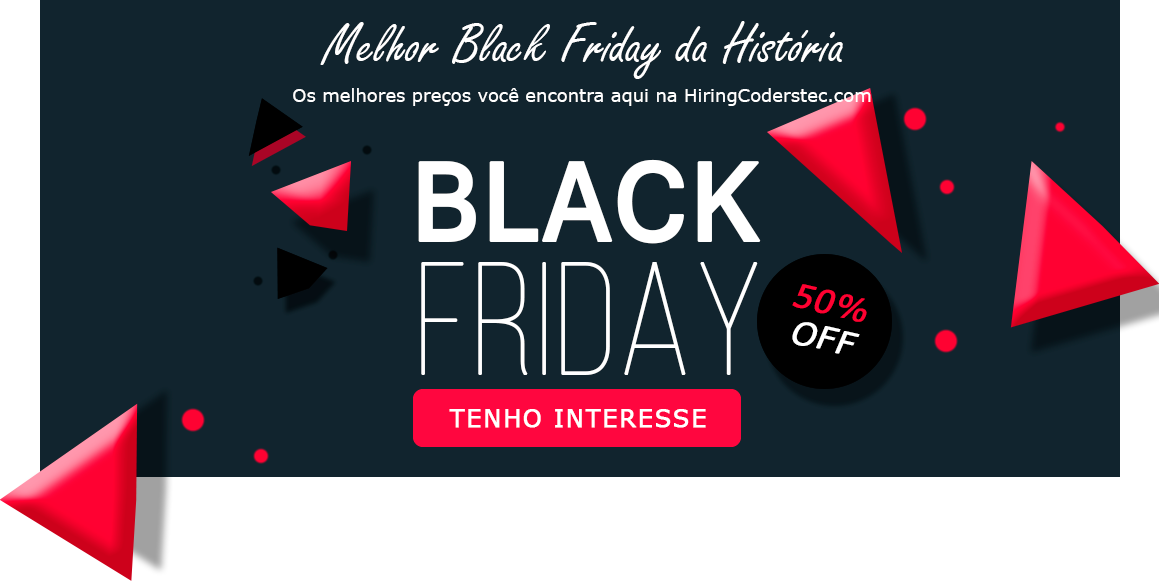 Melhor Black Friday da História
Os melhores preços você encontra aqui na HiringCoderstec.com
BLACK
FRIDAY
50%
OFF
TENHO INTERESSE